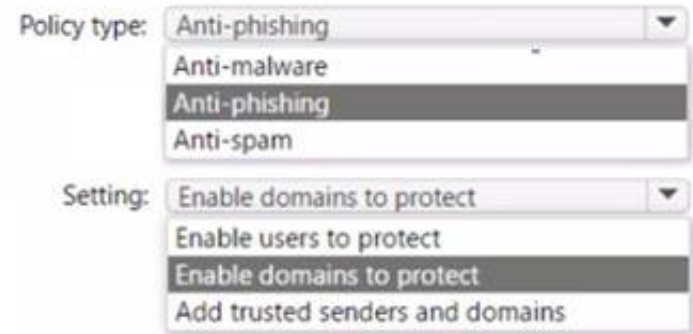 Policy type: Anti-phishing
Anti-malware
Anti-phishing
Anti-spam
Setting: Enable domains to protect
Enable users to protect
Enable domains to protect
Add trusted senders and domains